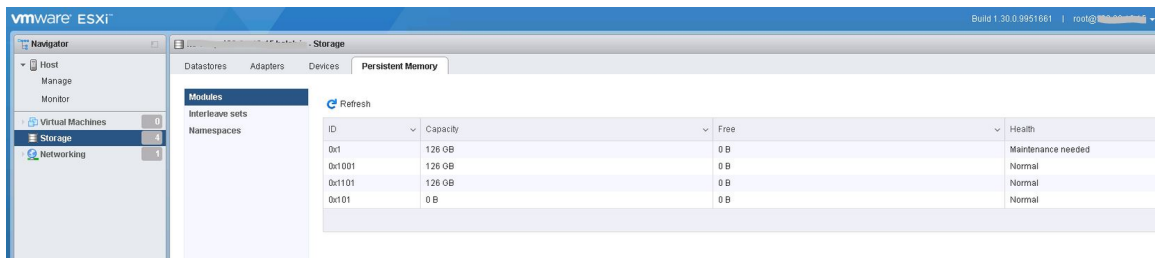 vmware ESXi™
Build 1.30.0.9951661 | root@
Navigator
Host
Manage
Monitor
Virtual Machines 0
Storage 4
Networking 1
- Storage
Datastores Adapters Devices Persistent Memory
Modules
Interleave sets
Namespaces
Refresh
ID Capacity Free Health
0x1 126 GB 0 B Maintenance needed
0x1001 126 GB 0 B Normal
0x1101 126 GB 0 B Normal
0x101 0 B 0 B Normal